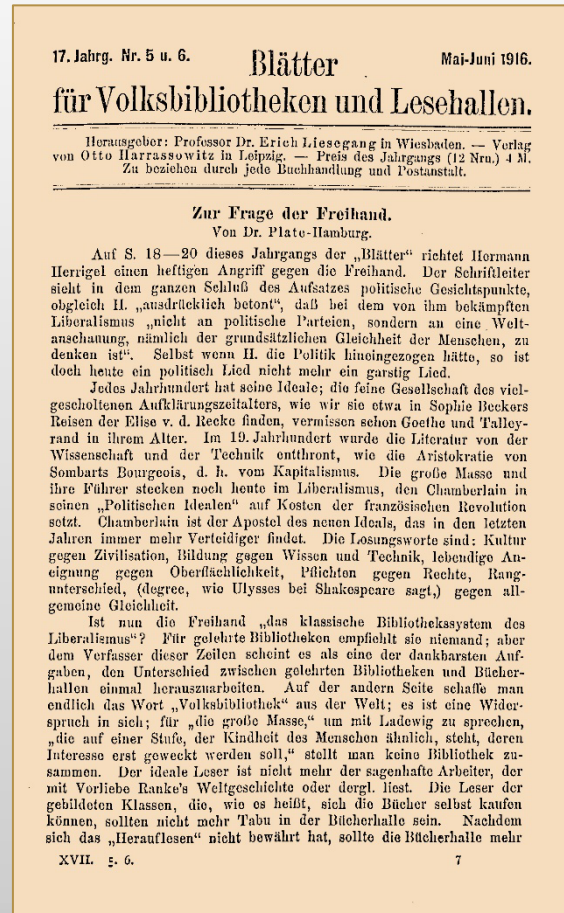 17. Jahrg. Nr. 5 u. 6.
Blätter
Mai-Juni 1916.
für Volksbibliotheken und Lesehallen.
Herausgeber: Professor Dr. Erich Liesegang in Wiesbaden. — Verlag
von Otto Harrassowitz in Leipzig. — Preis des Jahrgangs (12 Nrn.) 4 M.
Zu beziehen durch jede Buchhandlung und Postanstalt.
Zur Frage der Freihand.
Von Dr. Plate-Hamburg.
Auf S. 18—20 dieses Jahrgangs der „Blätter" richtet Hermann
Herrigel einen heftigen Angriff gegen die Freihand. Der Schriftleiter
sieht in dem ganzen Schluß des Aufsatzes politische Gesichtspunkte,
obgleich H. „ausdrücklich betont", daß bei dem von ihm bekämpften
Liberalismus „nicht an politische Parteien, sondern an eine Welt-
anschauung, nämlich der grundsätzlichen Gleichheit der Menschen, zu
denken ist". Selbst wenn H. die Politik hineingezogen hätte, so ist
doch heute ein politisch Lied nicht mehr ein garstig Lied.
Jedes Jahrhundert hat seine Ideale; die feine Gesellschaft des viel-
gescholtenen Aufklärungszeitalters, wie wir sie etwa in Sophie Beckers
Reisen der Elise v. d. Recke finden, vermissen schon Goethe und Talley-
rand in ihrem Alter. Im 19. Jahrhundert wurde die Literatur von der
Wissenschaft und der Technik entthront, wie die Aristokratie von
Sombarts Bourgeois, d. h. vom Kapitalismus. Die große Masse und
ihre Führer stecken noch heute im Liberalismus, den Chamberlain in
seinen „Politischen Idealen" auf Kosten der französischen Revolution
setzt. Chamberlain ist der Apostel des neuen Ideals, das in den letzten
Jahren immer mehr Verteidiger findet. Die Losungsworte sind: Kultur
gegen Zivilisation, Bildung gegen Wissen und Technik, lebendige An-
eignung gegen Oberflächlichkeit, Pflichten gegen Rechte, Rang-
unterschied, (degree, wie Ulysses bei Shakespeare sagt,) gegen all-
gemeine Gleichheit.
Ist nun die Freihand „das klassische Bibliothekssystem des
Liberalismus"? Für gelehrte Bibliotheken empfiehlt sie niemand; aber
dem Verfasser dieser Zeilen scheint es als eine der dankbarsten Auf-
gaben, den Unterschied zwischen gelehrten Bibliotheken und Bücher-
hallen einmal herauszuarbeiten. Auf der andern Seite schaffe man
endlich das Wort „Volksbibliothek" aus der Welt; es ist eine Wider-
spruch in sich; für „die große Masse," um mit Ladewig zu sprechen,
„die auf einer Stufe, der Kindheit des Menschen ähnlich, steht, deren
Interesse erst geweckt werden soll," stellt man keine Bibliothek zu-
sammen. Der ideale Leser ist nicht mehr der sagenhafte Arbeiter, der
mit Vorliebe Ranke's Weltgeschichte oder dergl. liest. Die Leser der
gebildeten Klassen, die, wie es heißt, sich die Bücher selbst kaufen
können, sollten nicht mehr Tabu in der Bücherhalle sein. Nachdem
sich das „Herauflesen" nicht bewährt hat, sollte die Bücherhalle mehr
XVII. 5. 6.
7